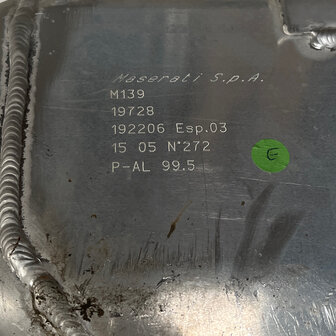 Maserati S.p.A.
M139
19728
192206 Esp.03
15 05 N°272
P-AL 99.5
E